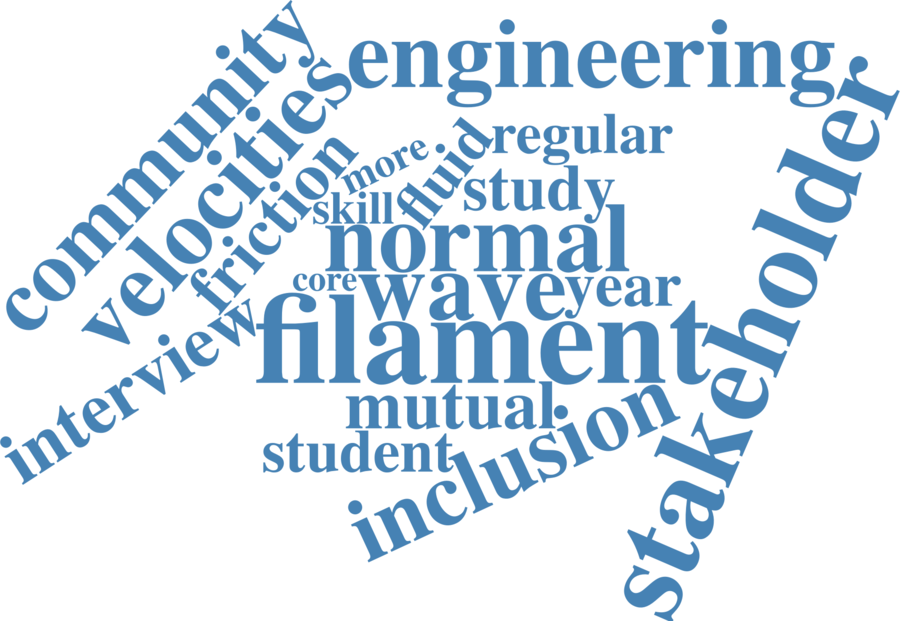 community
engineering
velocities
stakeholder
friction
more
fluid
regular
skill
study
normal
core
wave
year
filament
interview
mutual
student
inclusion